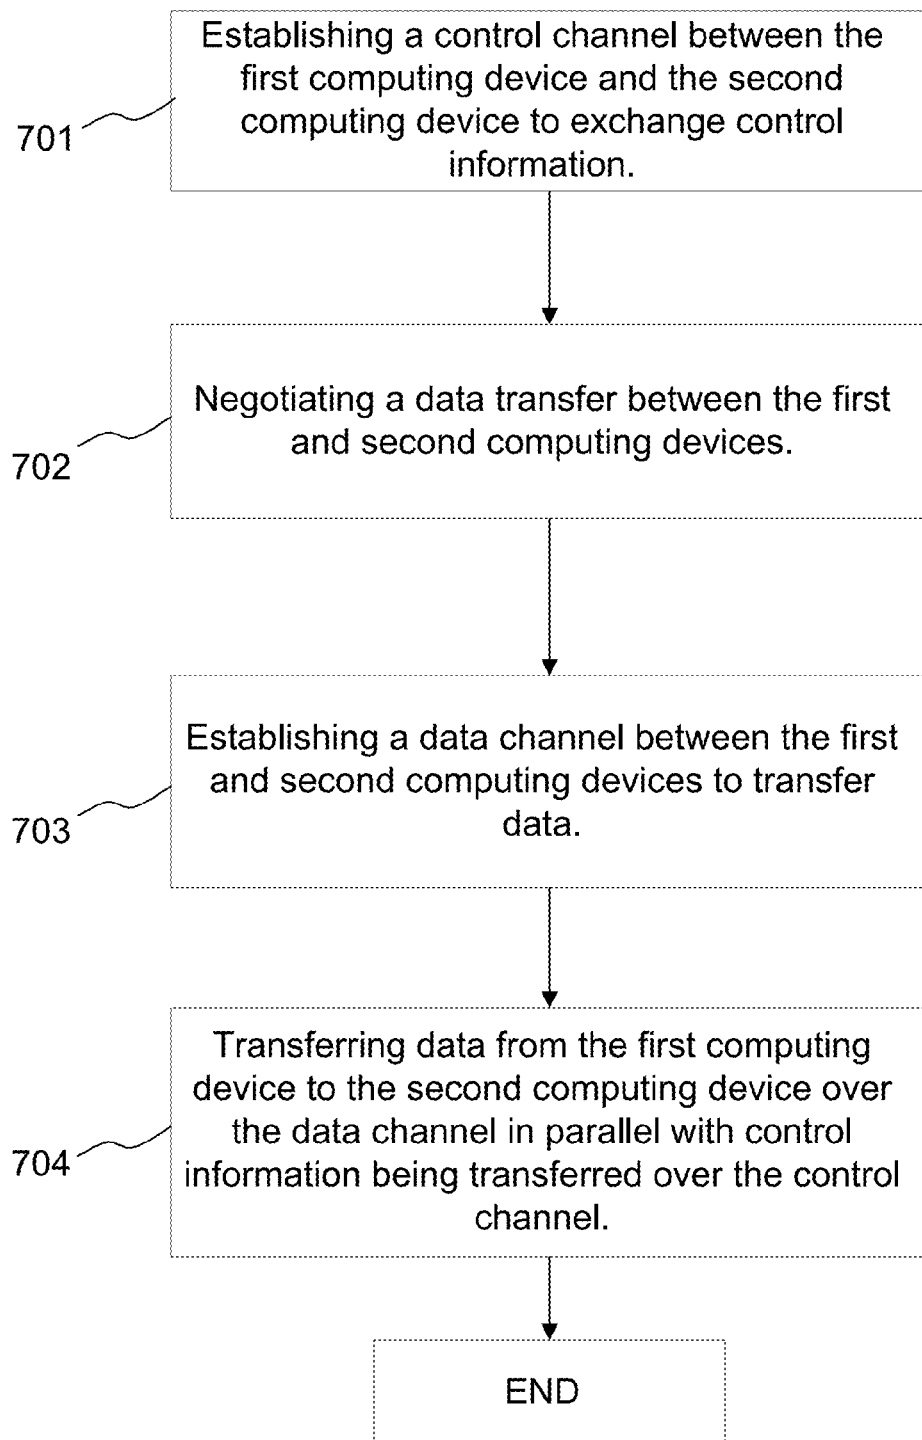 Establishing a control channel between the
first computing device and the second
computing device to exchange control
information.
701
Negotiating a data transfer between the first
and second computing devices.
702
Establishing a data channel between the first
and second computing devices to transfer
data.
703
Transferring data from the first computing
device to the second computing device over
the data channel in parallel with control
information being transferred over the control
channel.
704
END